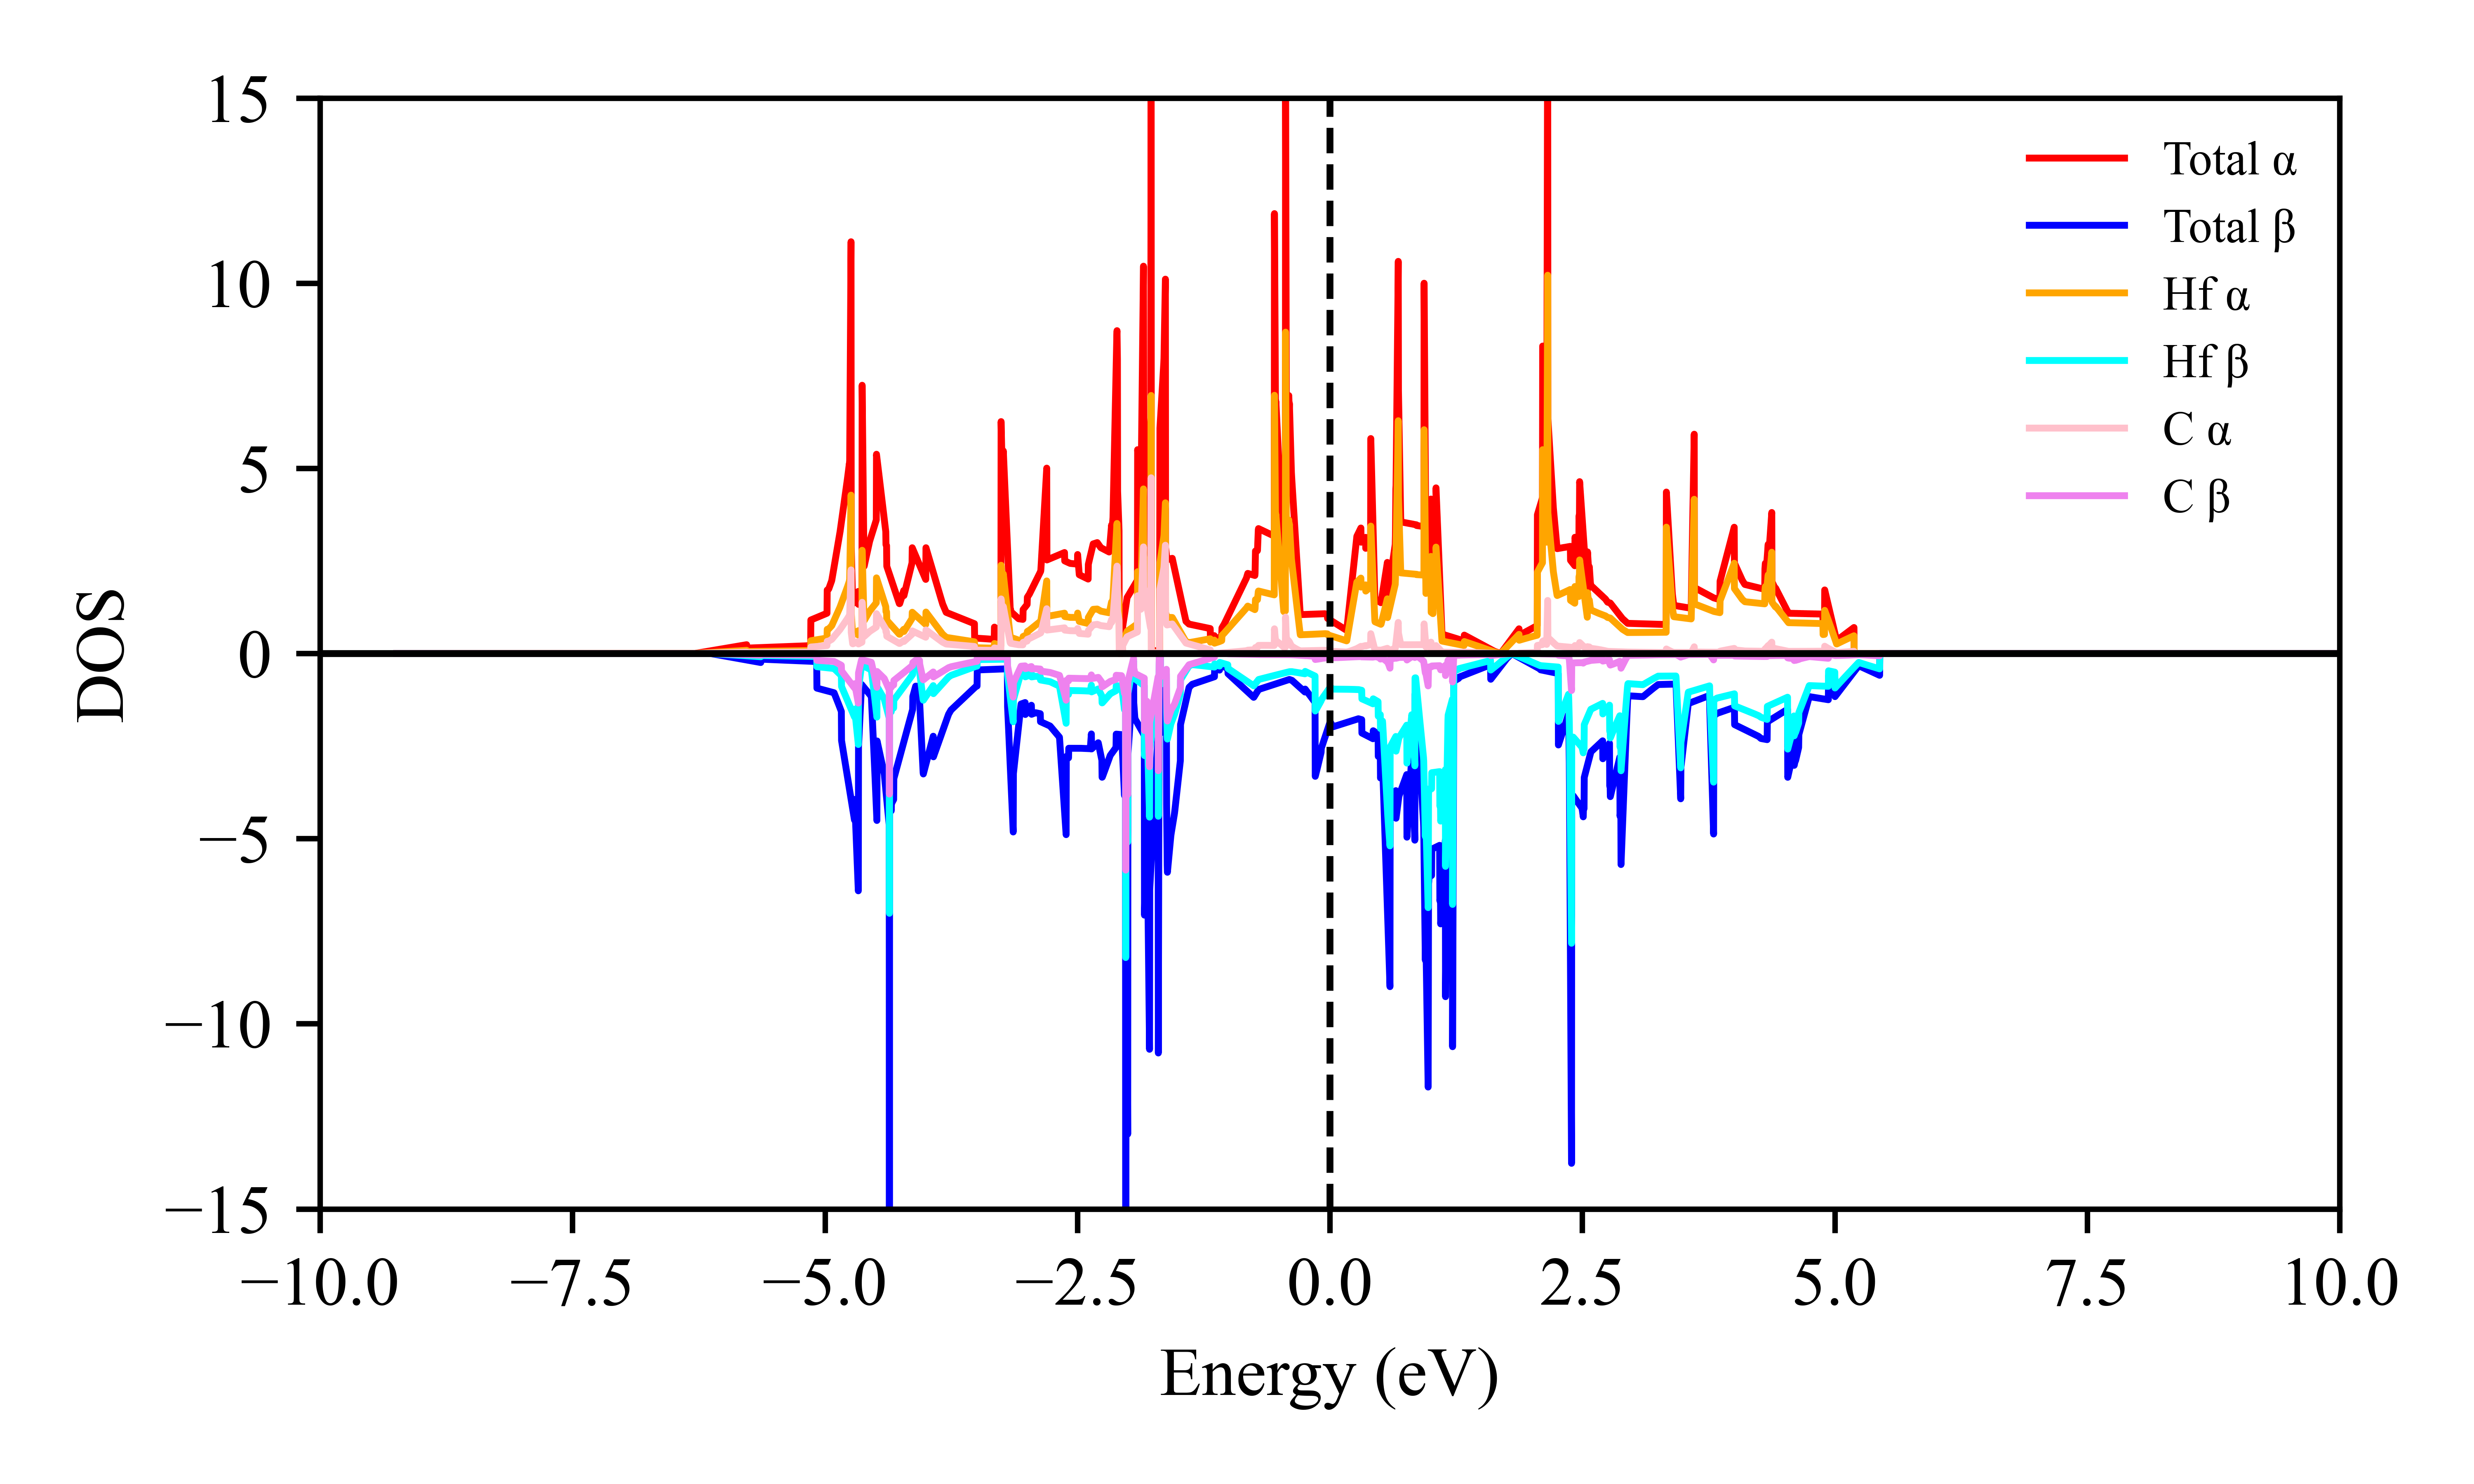 15
10
5
0
−5
−10
−15
DOS
−10.0 −7.5 −5.0 −2.5 0.0 2.5 5.0 7.5 10.0
Energy (eV)
Total α
Total β
Hf α
Hf β
C α
C β